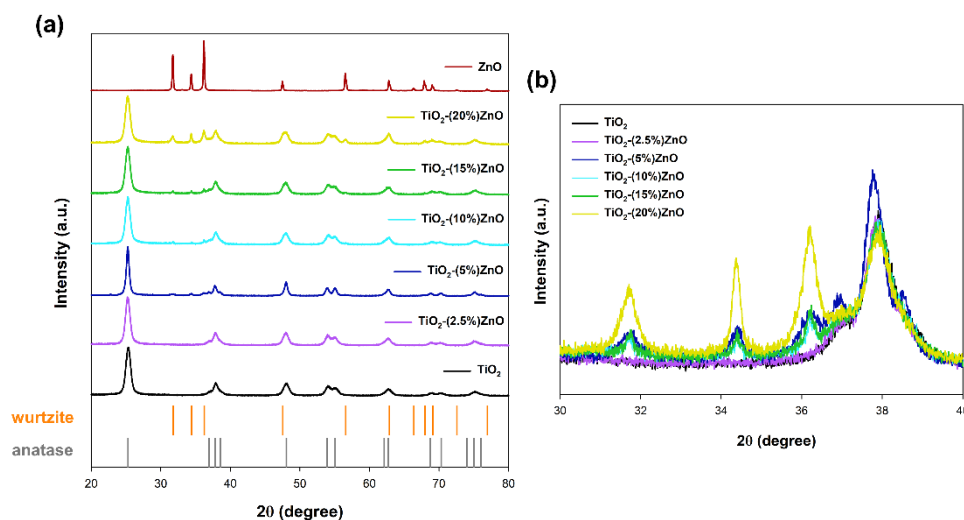 (a)
ZnO
TiO2-(20%)ZnO
TiO2-(15%)ZnO
TiO2-(10%)ZnO
TiO2-(5%)ZnO
TiO2-(2.5%)ZnO
TiO2
Intensity (a.u.)
wurtzite
anatase
20 30 40 50 60 70 80
2θ (degree)
(b)
TiO2
TiO2-(2.5%)ZnO
TiO2-(5%)ZnO
TiO2-(10%)ZnO
TiO2-(15%)ZnO
TiO2-(20%)ZnO
Intensity (a.u.)
30 32 34 36 38 40
2θ (degree)